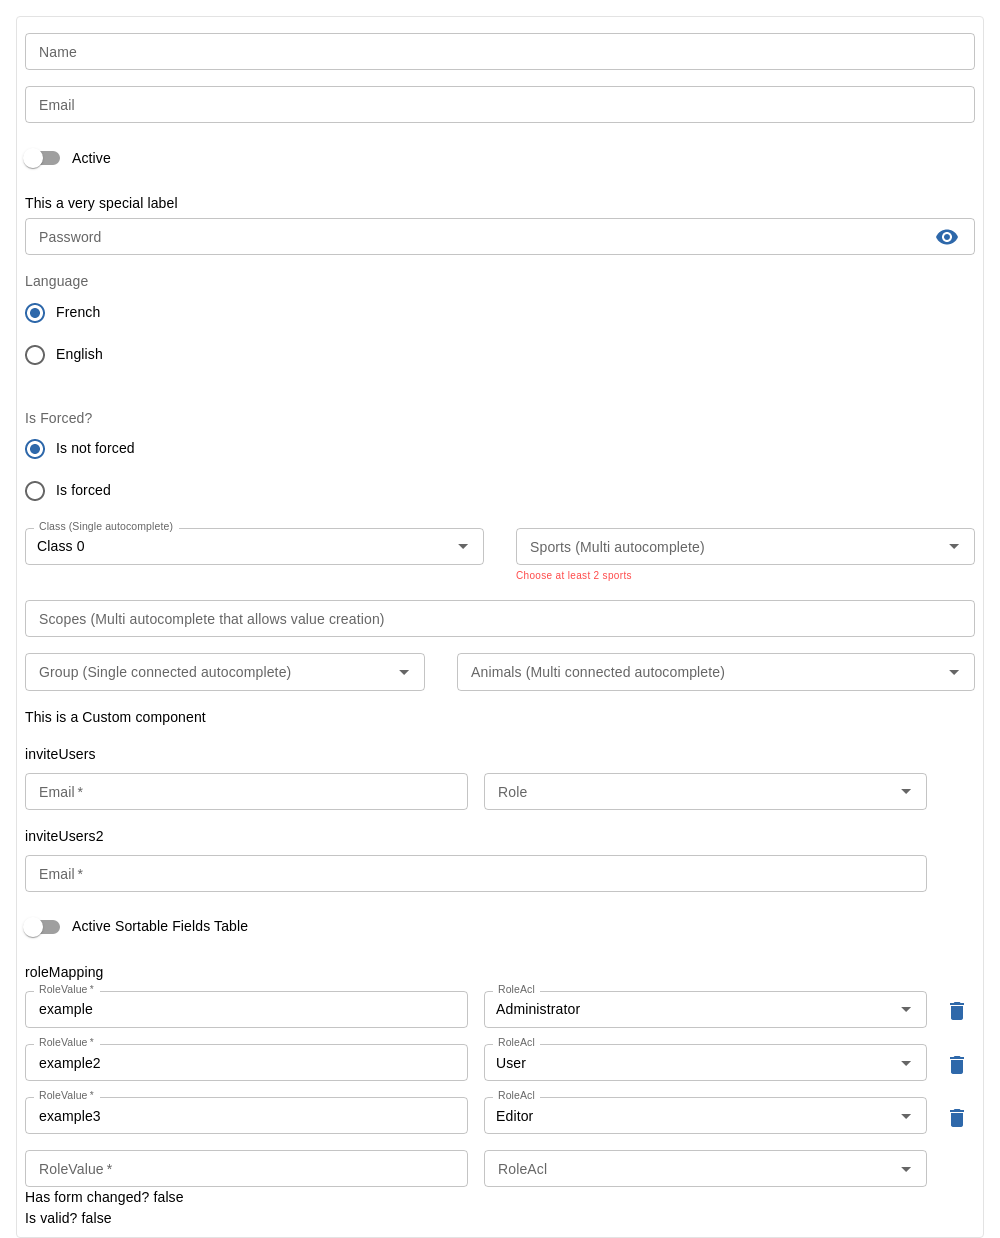 Name
Email
Active
This a very special label
Password
Language
French
English
Is Forced?
Is not forced
Is forced
Class (Single autocomplete)
Class 0
Sports (Multi autocomplete)
Choose at least 2 sports
Scopes (Multi autocomplete that allows value creation)
Group (Single connected autocomplete)
Animals (Multi connected autocomplete)
This is a Custom component
inviteUsers
Email *
Role
inviteUsers2
Email *
Active Sortable Fields Table
roleMapping
RoleValue *
RoleAcl
example
Administrator
RoleValue *
RoleAcl
example2
User
RoleValue *
RoleAcl
example3
Editor
RoleValue *
RoleAcl
Has form changed? false
Is valid? false